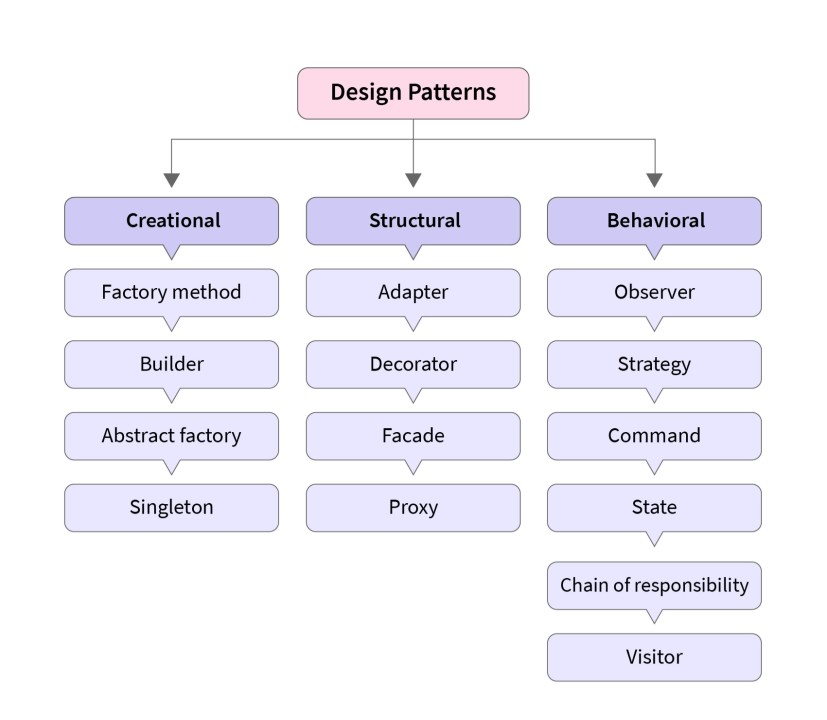 Design Patterns
Creational
Structural
Behavioral
Factory method
Adapter
Observer
Builder
Decorator
Strategy
Abstract factory
Facade
Command
Singleton
Proxy
State
Chain of responsibility
Visitor